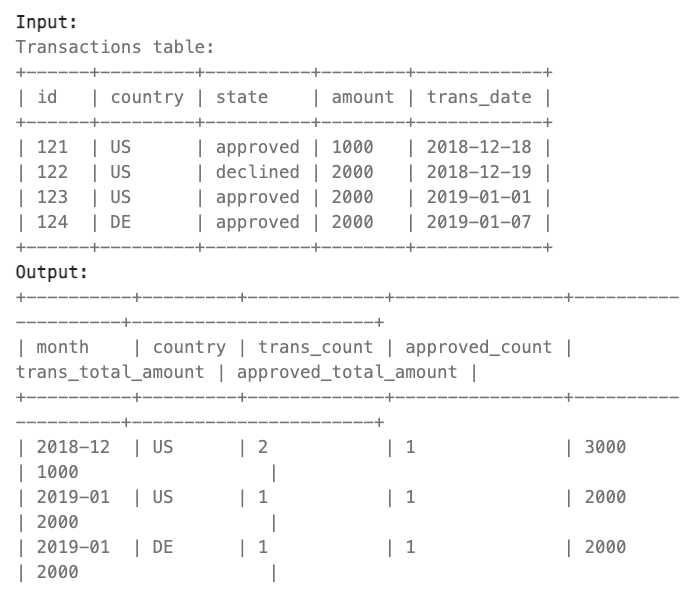 Input:
Transactions table:
+------+---------+----------+--------+------------+
| id   | country | state    | amount | trans_date |
+------+---------+----------+--------+------------+
| 121  | US      | approved | 1000   | 2018-12-18 |
| 122  | US      | declined | 2000   | 2018-12-19 |
| 123  | US      | approved | 2000   | 2019-01-01 |
| 124  | DE      | approved | 2000   | 2019-01-07 |
+------+---------+----------+--------+------------+
Output:
+----------+---------+-------------+----------------+----------
----------+-----------------------+
| month    | country | trans_count | approved_count |
trans_total_amount | approved_total_amount |
+----------+---------+-------------+----------------+----------
----------+-----------------------+
| 2018-12  | US      | 2           | 1              | 3000
| 1000                  |
| 2019-01  | US      | 1           | 1              | 2000
| 2000                  |
| 2019-01  | DE      | 1           | 1              | 2000
| 2000                  |